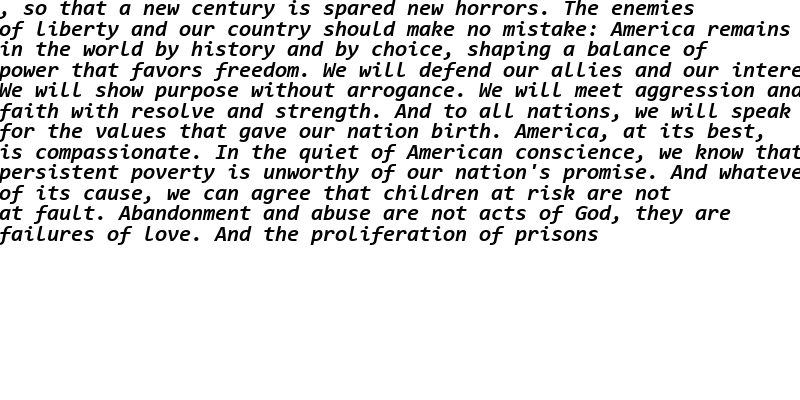 , so that a new century is spared new horrors. The enemies
of liberty and our country should make no mistake: America remains
in the world by history and by choice, shaping a balance of
power that favors freedom. We will defend our allies and our
We will show purpose without arrogance. We will meet aggression and
faith with resolve and strength. And to all nations, we will speak
for the values that gave our nation birth. America, at its best,
is compassionate. In the quiet of American conscience, we know that
persistent poverty is unworthy of our nation's promise. And
of its cause, we can agree that children at risk are not
at fault. Abandonment and abuse are not acts of God, they are
failures of love. And the proliferation of prisons